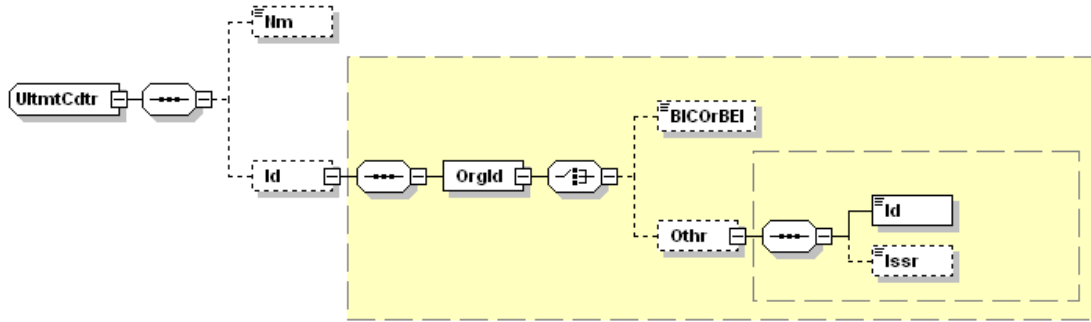 Nm
UltmtCdtr
BICOrBEI
Id
OrgId
Id
Othr
Issr